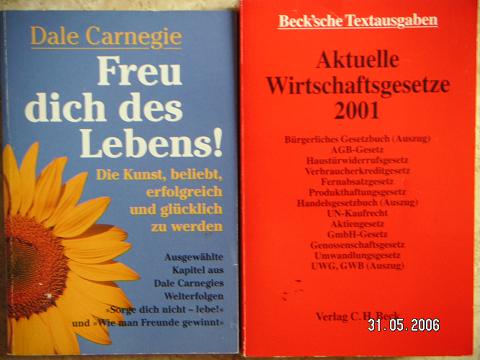 Dale Carnegie
Freu
dich des
Lebens!
Die Kunst, beliebt,
erfolgreich
und glücklich
zu werden
Ausgewählte
Kapitel aus
Dale Carnegies
Welterfolgen
»Sorge dich nicht – lebe!«
und »Wie man Freunde gewinnt«
Beck'sche Textausgaben
Aktuelle
Wirtschaftsgesetze
2001
Bürgerliches Gesetzbuch (Auszug)
AGB-Gesetz
Haustürwiderrufsgesetz
Verbraucherkreditgesetz
Fernabsatzgesetz
Produkthaftungsgesetz
Handelsgesetzbuch (Auszug)
UN-Kaufrecht
Aktiengesetz
GmbH-Gesetz
Genossenschaftsgesetz
Umwandlungsgesetz
UWG, GWB (Auszug)
Verlag C. H. Beck
31.05.2006